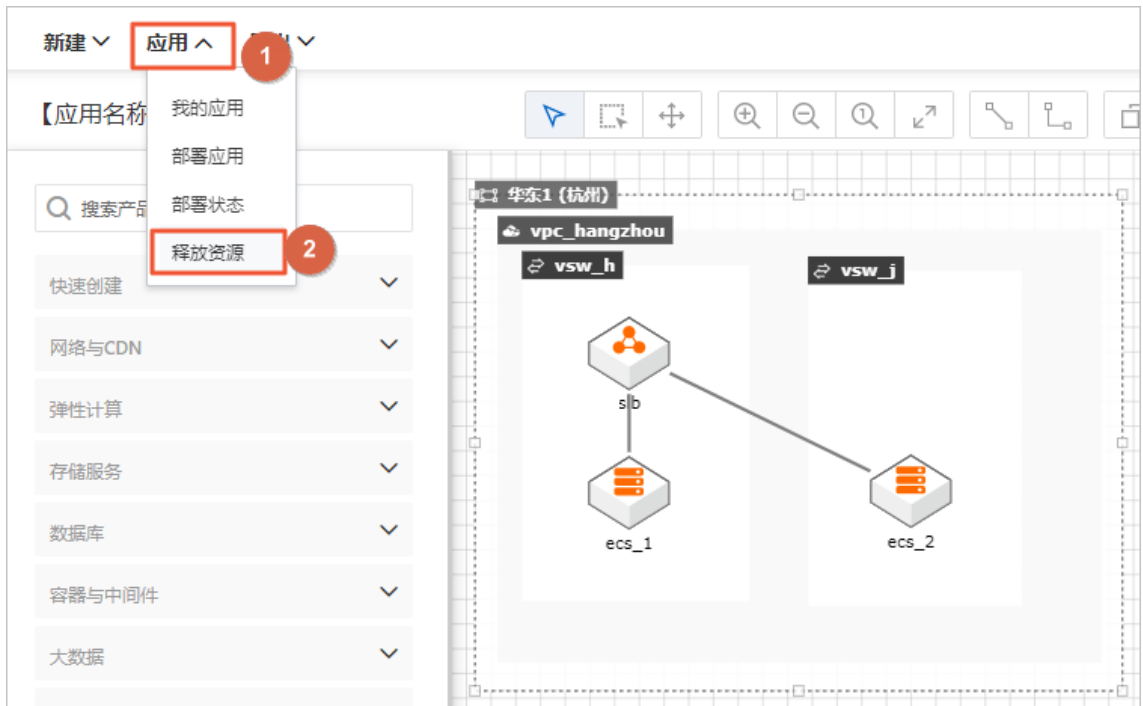 新建 应用
1
我的应用
【应用名称
部署应用
1
部署状态
搜索产品
释放资源
2
快速创建
网络与CDN
弹性计算
存储服务
数据库
容器与中间件
大数据
华东1 (杭州)
vpc_hangzhou
vsw_h
vsw_j
slb
ecs_1
ecs_2